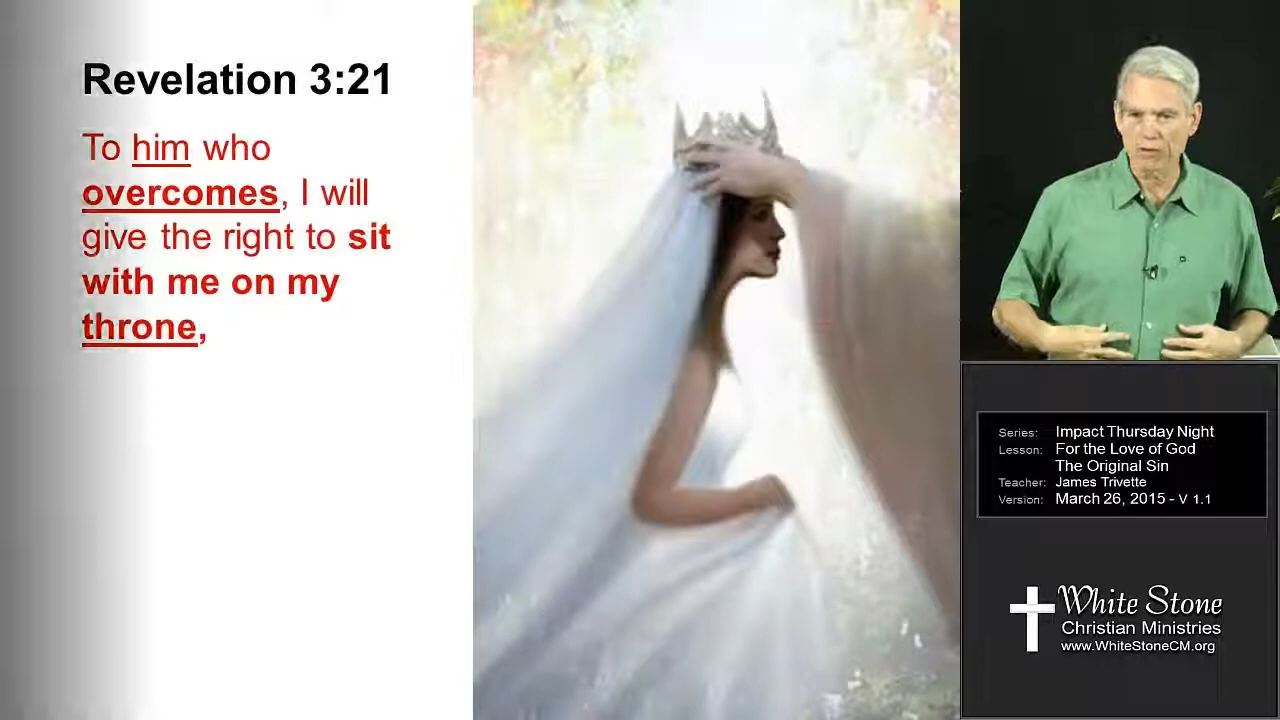 Revelation 3:21
To him who
overcomes, I will
give the right to sit
with me on my
throne,
Series: Impact Thursday Night
Lesson: For the Love of God
The Original Sin
Teacher: James Trivette
Version: March 26, 2015 - V 1.1
White Stone
Christian Ministries
www.WhiteStoneCM.org